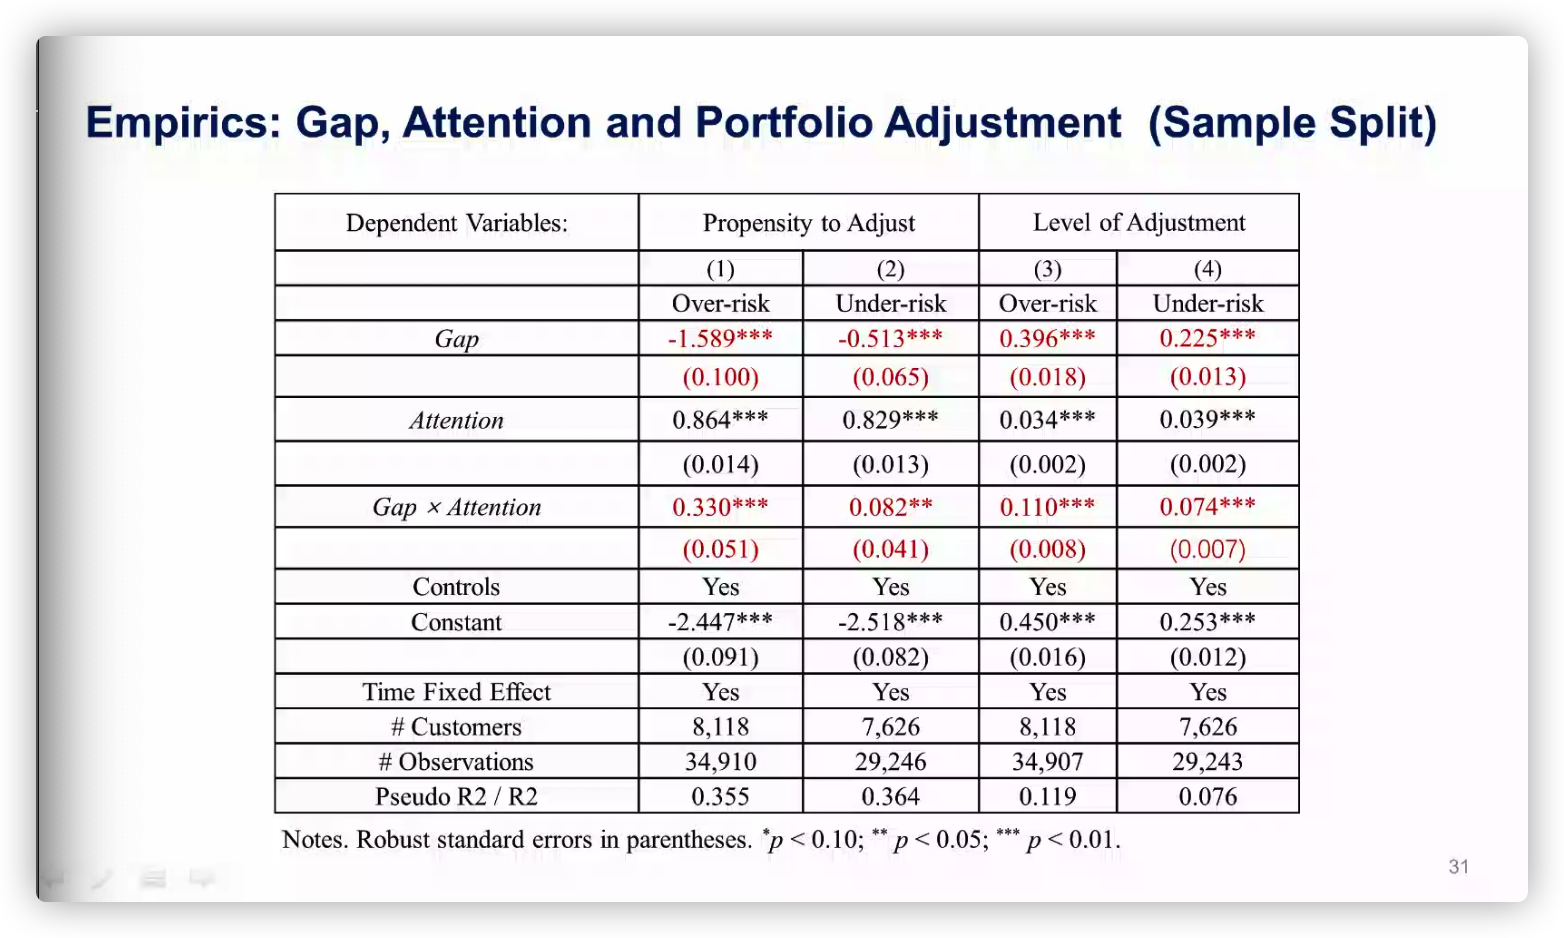 Empirics: Gap, Attention and Portfolio Adjustment (Sample Split)
Dependent Variables: Propensity to Adjust Level of Adjustment
(1) (2) (3) (4)
Over-risk Under-risk Over-risk Under-risk
Gap -1.589*** -0.513*** 0.396*** 0.225***
(0.100) (0.065) (0.018) (0.013)
Attention 0.864*** 0.829*** 0.034*** 0.039***
(0.014) (0.013) (0.002) (0.002)
Gap × Attention 0.330*** 0.082** 0.110*** 0.074***
(0.051) (0.041) (0.008) (0.007)
Controls Yes Yes Yes Yes
Constant -2.447*** -2.518*** 0.450*** 0.253***
(0.091) (0.082) (0.016) (0.012)
Time Fixed Effect Yes Yes Yes Yes
# Customers 8,118 7,626 8,118 7,626
# Observations 34,910 29,246 34,907 29,243
Pseudo R2 / R2 0.355 0.364 0.119 0.076
Notes. Robust standard errors in parentheses. *p < 0.10; ** p < 0.05; *** p < 0.01.
31